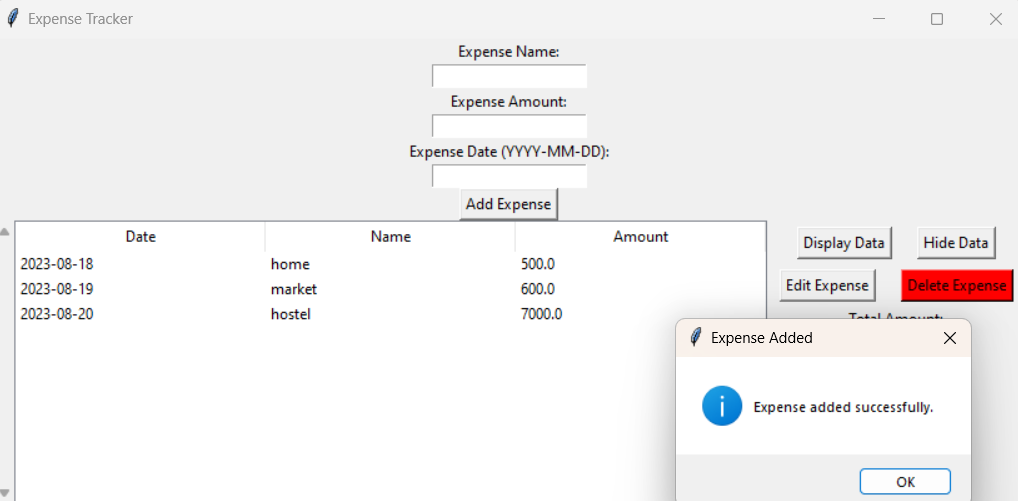 Expense Tracker
Expense Name:
Expense Amount:
Expense Date (YYYY-MM-DD):
Add Expense
Date Name Amount
2023-08-18 home 500.0
2023-08-19 market 600.0
2023-08-20 hostel 7000.0
Display Data Hide Data
Edit Expense Delete Expense
Total Amount:
Expense Added
i
Expense added successfully.
OK